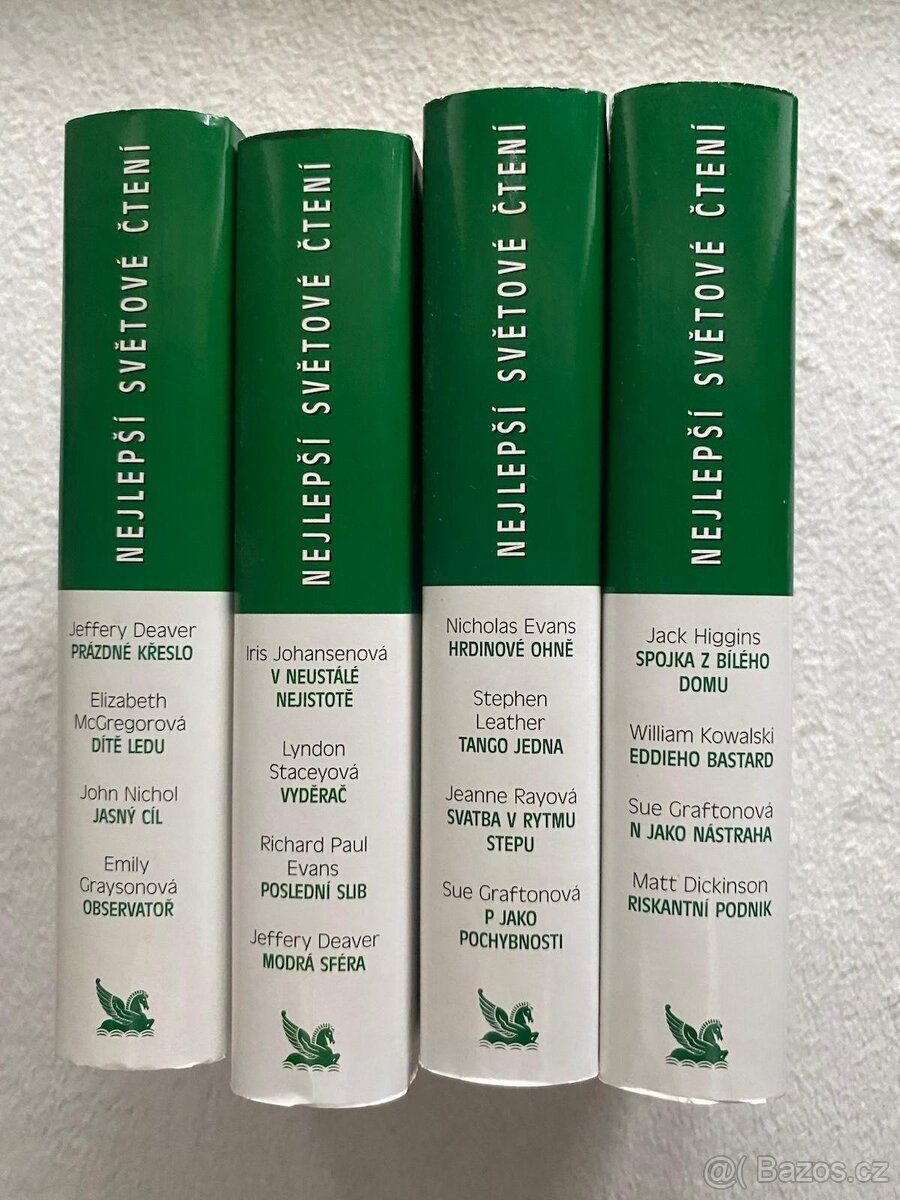 NEJLEPŠÍ SVĚTOVÉ ČTENÍ
Jeffery Deaver
PRÁZDNÉ KŘESLO
Elizabeth
McGregorová
DÍTĚ LEDU
John Nichol
JASNÝ CÍL
Emily
Graysonová
OBSERVATOŘ
NEJLEPŠÍ SVĚTOVÉ ČTENÍ
Iris Johansenová
V NEUSTÁLÉ
NEJISTOTĚ
Lyndon
Staceyová
VYDĚRAČ
Richard Paul
Evans
POSLEDNÍ SLIB
Jeffery Deaver
MODRÁ SFÉRA
NEJLEPŠÍ SVĚTOVÉ ČTENÍ
Nicholas Evans
HRDINOVÉ OHNĚ
Stephen
Leather
TANGO JEDNA
Jeanne Rayová
SVATBA V RYTMU
STEPU
Sue Graftonová
P JAKO
POCHYBNOSTI
NEJLEPŠÍ SVĚTOVÉ ČTENÍ
Jack Higgins
SPOJKA Z BÍLÉHO
DOMU
William Kowalski
EDDIEHO BASTARD
Sue Graftonová
N JAKO NÁSTRAHA
Matt Dickinson
RISKANTNÍ PODNIK
@( Bazos.cz